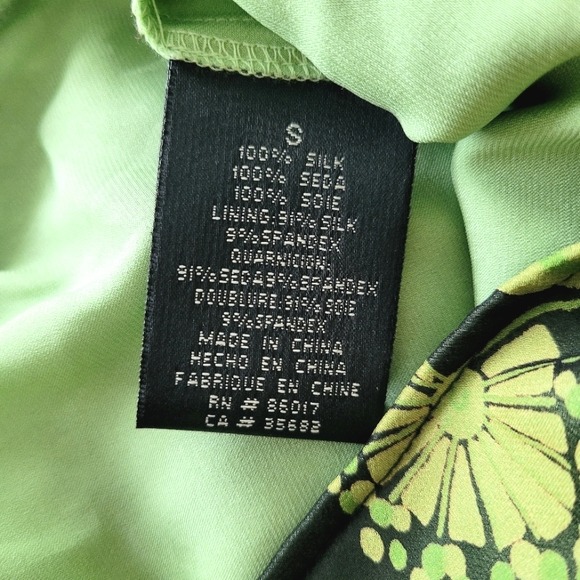 S
100% SILK
100% SEDA
100% SOIE
LINING:91%SILK
9%SPANDEX
GUARNICION:
91%SEDA9%SPANDEX
DOUBLURE:91%SOIE
9%SPANDEX
MADE IN CHINA
HECHO EN CHINA
FABRIQUE EN CHINE
RN # 86017
CA # 35682